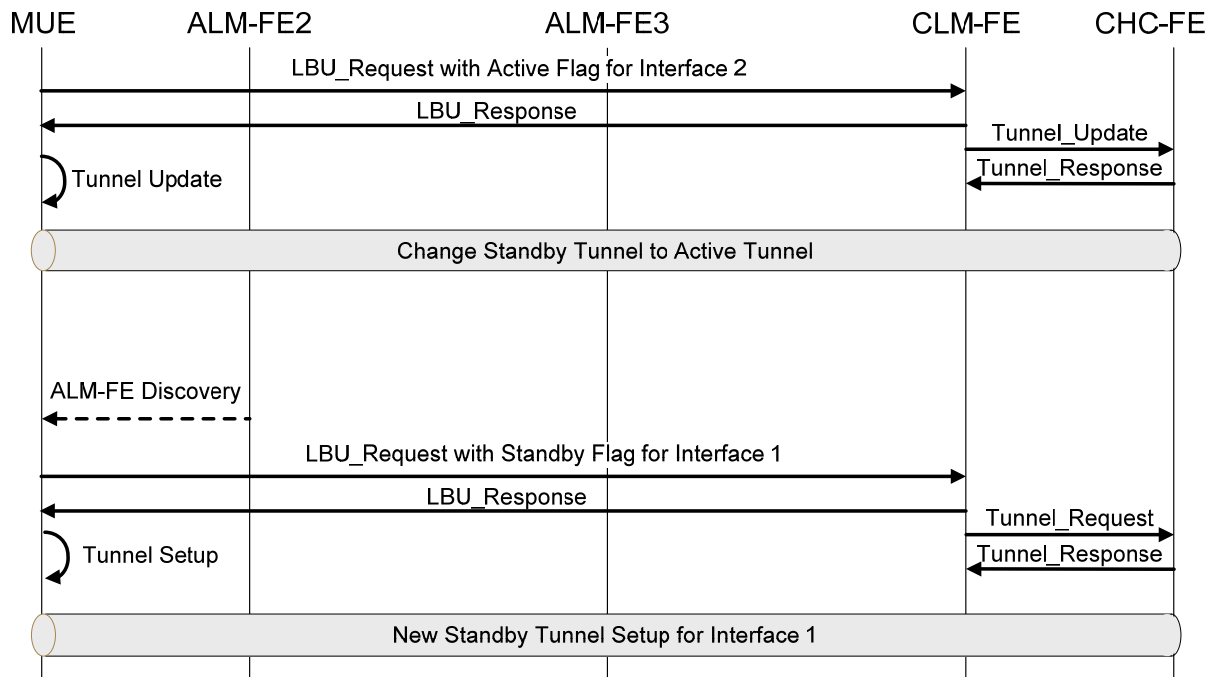 MUE ALM-FE2 ALM-FE3 CLM-FE CHC-FE
LBU_Request with Active Flag for Interface 2
LBU_Response
Tunnel_Update
Tunnel_Response
Tunnel Update
Change Standby Tunnel to Active Tunnel
ALM-FE Discovery
LBU_Request with Standby Flag for Interface 1
LBU_Response
Tunnel_Request
Tunnel_Response
Tunnel Setup
New Standby Tunnel Setup for Interface 1